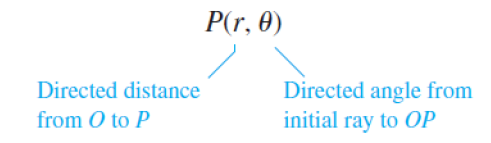 P(r, θ)
Directed distance
from O to P
Directed angle from
initial ray to OP